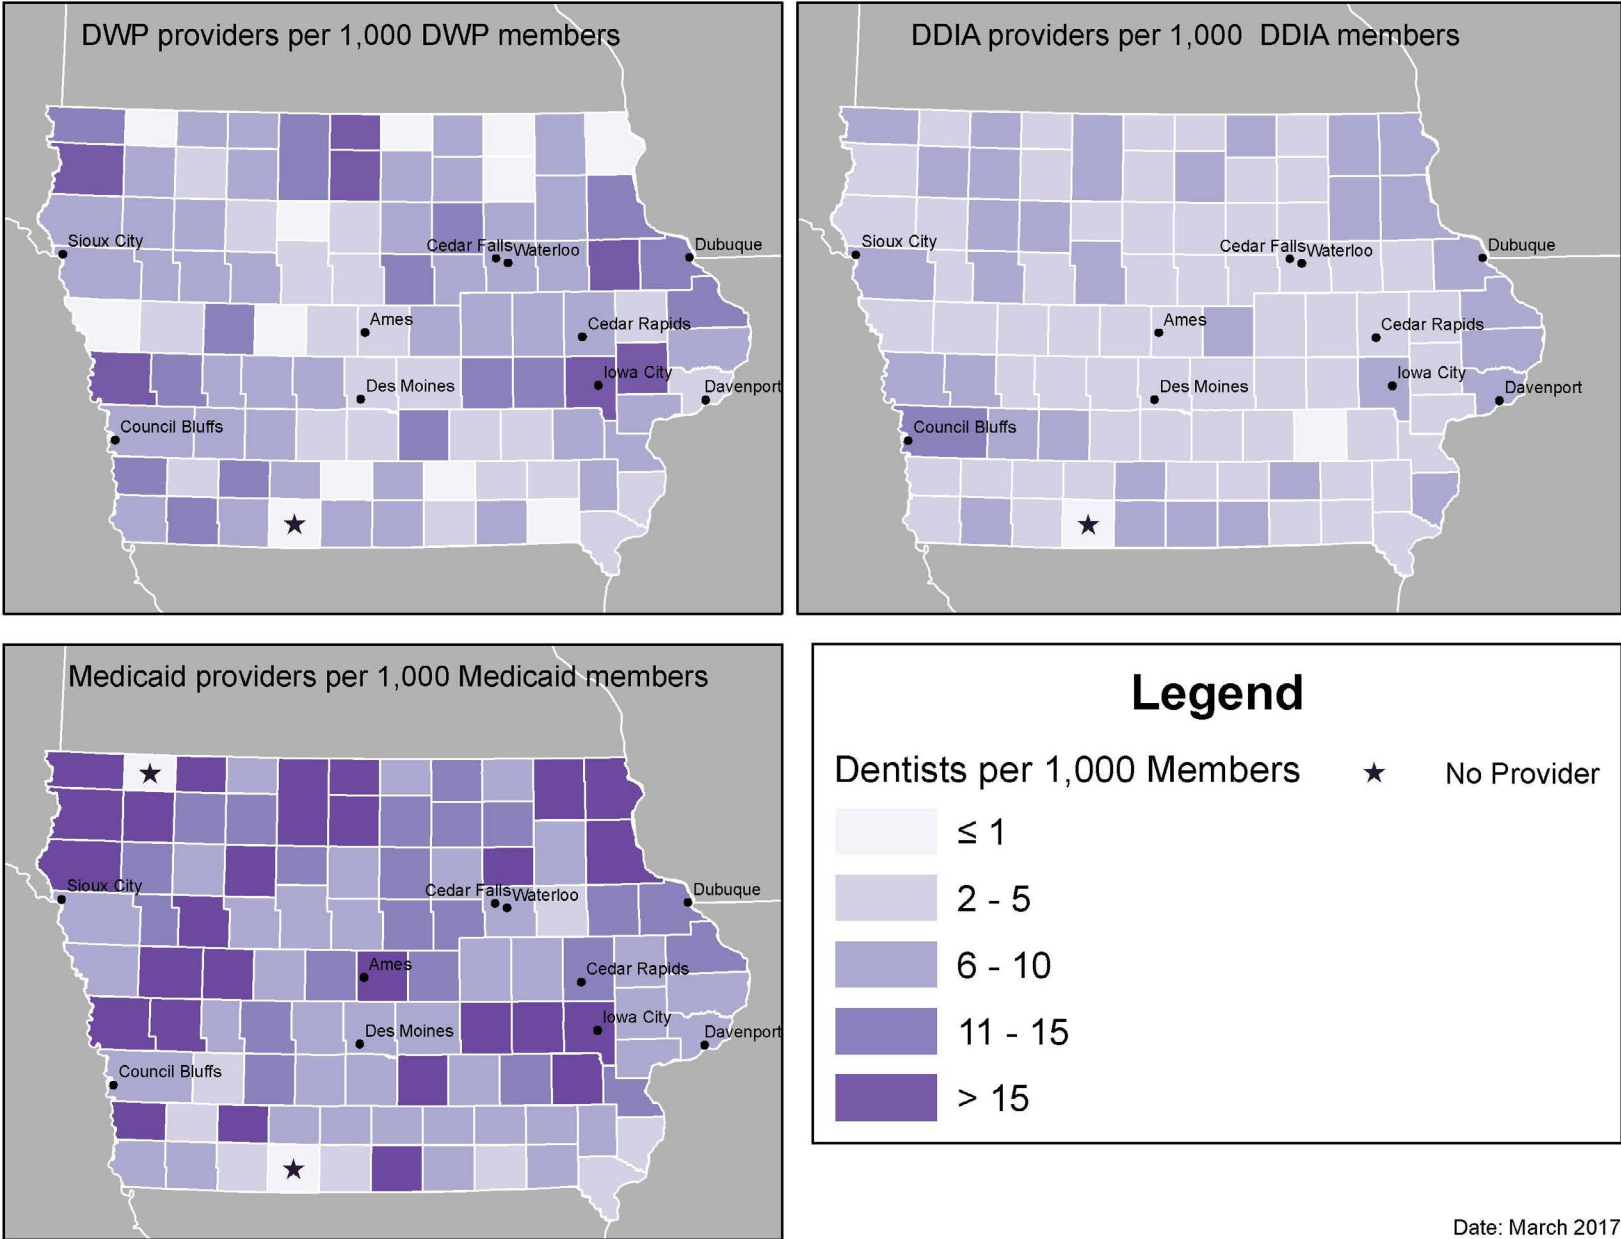 DWP providers per 1,000 DWP members
Sioux City
Cedar Falls
Waterloo
Dubuque
Ames
Cedar Rapids
Des Moines
Iowa City
Davenport
Council Bluffs
DDIA providers per 1,000 DDIA members
Sioux City
Cedar Falls
Waterloo
Dubuque
Ames
Cedar Rapids
Des Moines
Iowa City
Davenport
Council Bluffs
Medicaid providers per 1,000 Medicaid members
Sioux City
Cedar Falls
Waterloo
Dubuque
Ames
Cedar Rapids
Des Moines
Iowa City
Davenport
Council Bluffs
Legend
Dentists per 1,000 Members
★ No Provider
≤ 1
2 - 5
6 - 10
11 - 15
> 15
Date: March 2017